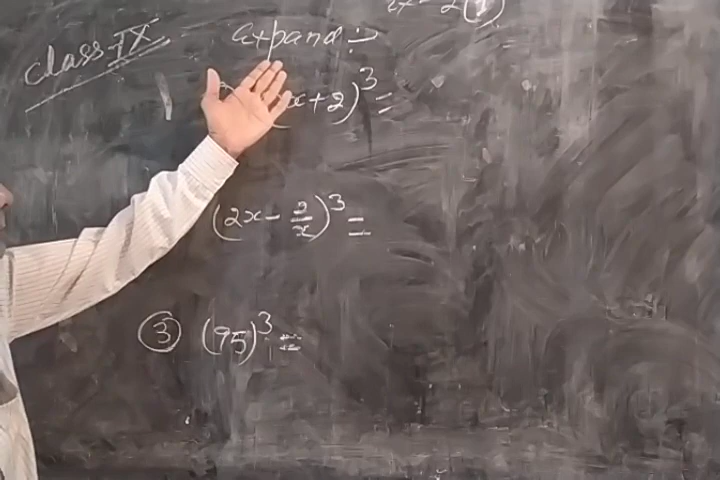 Class-IX
Expand :-
x+2)³ =
(2x - 2/x)³ =
③ (95)³ =